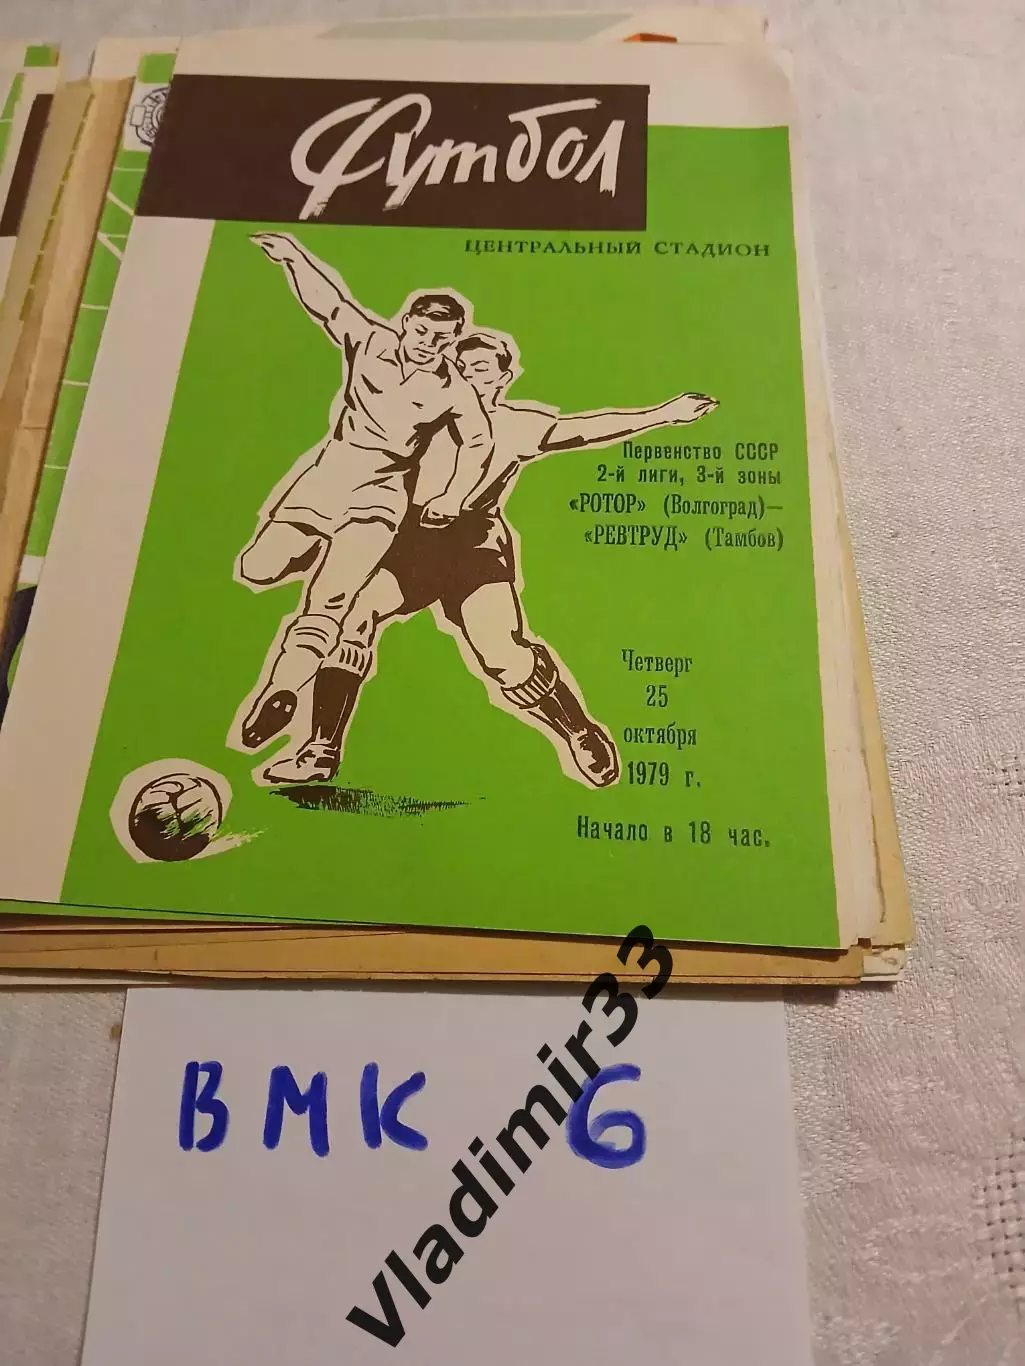 Футбол
ЦЕНТРАЛЬНЫЙ СТАДИОН
Первенство СССР
2-й лиги, 3-й зоны
«РОТОР» (Волгоград)—
«РЕВТРУД» (Тамбов)
Четверг
25
октября
1979 г.
Начало в 18 час.
ВМК 6
Vladimir33